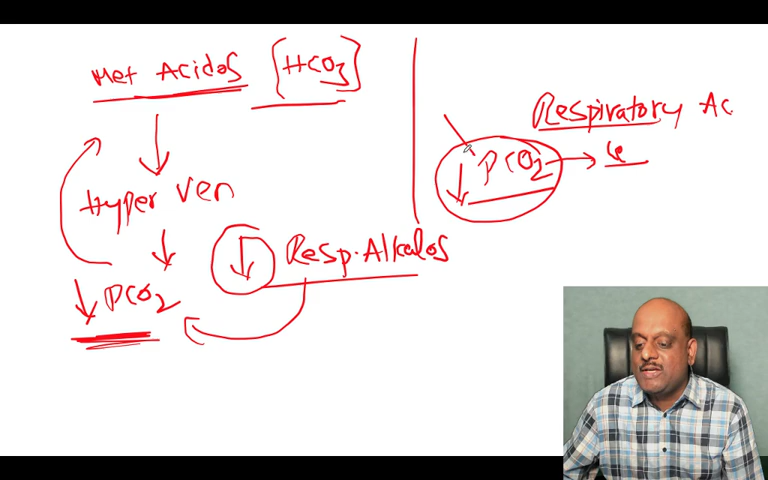 Met Acidos [HCO3]
Hyper Ven
↓ Resp. Alkalos
↓ PCO2
Respiratory Ac
↓ PCO2 →